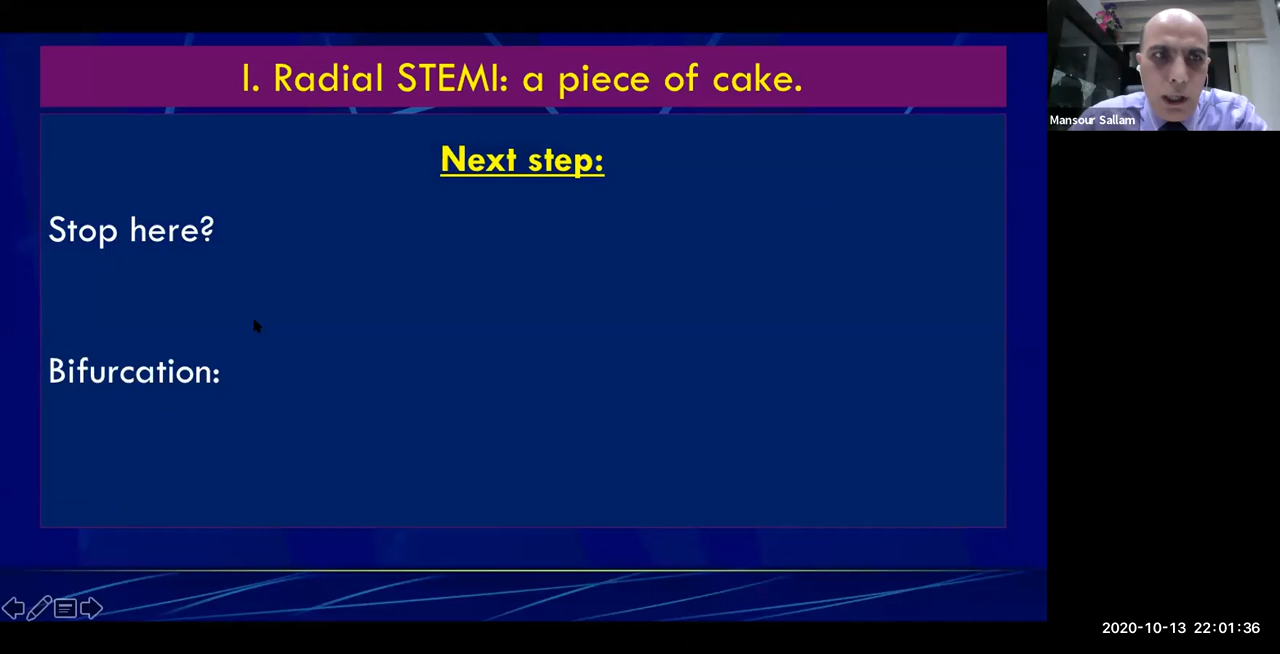 I. Radial STEMI: a piece of cake.
Next step:
Stop here?
Bifurcation:
Mansour Sallam
2020-10-13 22:01:36